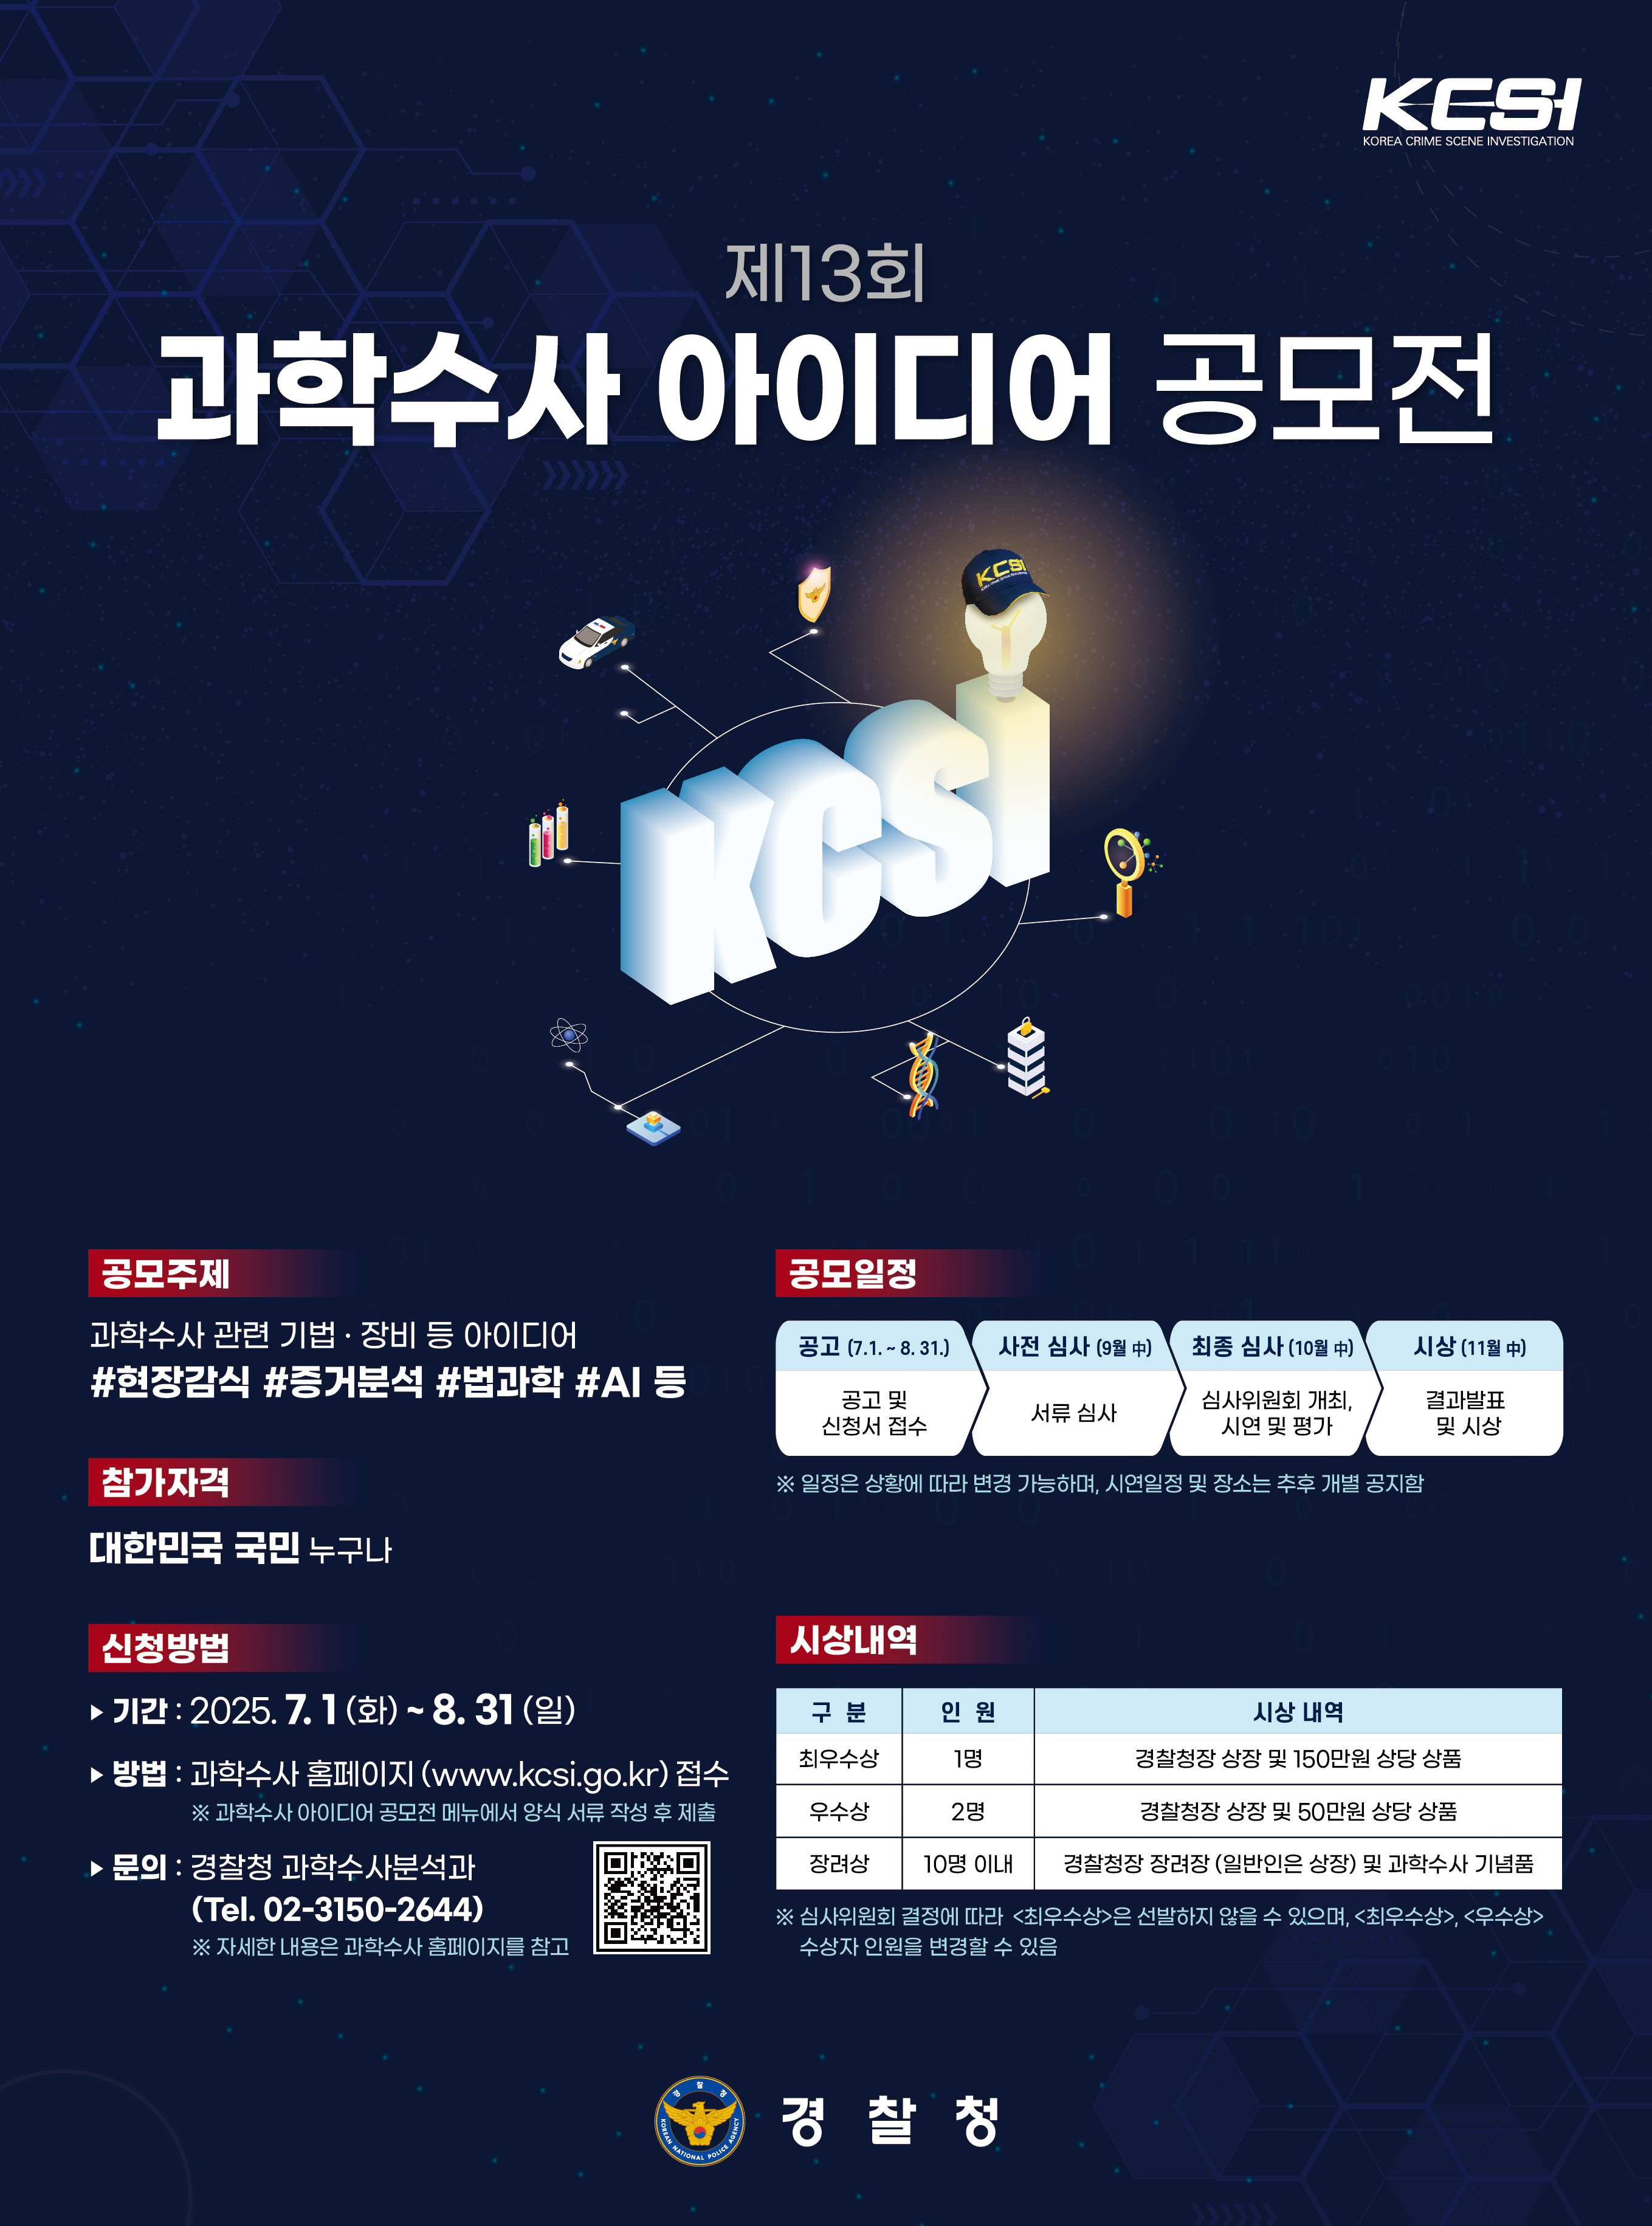 KCSI
KOREA CRIME SCENE INVESTIGATION
제13회
과학수사 아이디어 공모전
KCSI
KCSI
공모주제
과학수사 관련 기법 · 장비 등 아이디어
#현장감식 #증거분석 #법과학 #AI 등
참가자격
대한민국 국민 누구나
신청방법
▶ 기간 : 2025. 7. 1 (화) ~ 8. 31 (일)
▶ 방법 : 과학수사 홈페이지 (www.kcsi.go.kr) 접수
※ 과학수사 아이디어 공모전 메뉴에서 양식 서류 작성 후 제출
▶ 문의 : 경찰청 과학수사분석과
(Tel. 02-3150-2644)
※ 자세한 내용은 과학수사 홈페이지를 참고
공모일정
공고 (7.1. ~ 8. 31.) 사전 심사 (9월 中) 최종 심사 (10월 中) 시상 (11월 中)
공고 및
신청서 접수
서류 심사
심사위원회 개최,
시연 및 평가
결과발표
및 시상
※ 일정은 상황에 따라 변경 가능하며, 시연일정 및 장소는 추후 개별 공지함
시상내역
구 분 인 원 시상 내역
최우수상 1명 경찰청장 상장 및 150만원 상당 상품
우수상 2명 경찰청장 상장 및 50만원 상당 상품
장려상 10명 이내 경찰청장 장려장 (일반인은 상장) 및 과학수사 기념품
※ 심사위원회 결정에 따라 <최우수상>은 선발하지 않을 수 있으며, <최우수상>, <우수상>
수상자 인원을 변경할 수 있음
경 찰 청
KOREAN NATIONAL POLICE AGENCY
경 찰 청